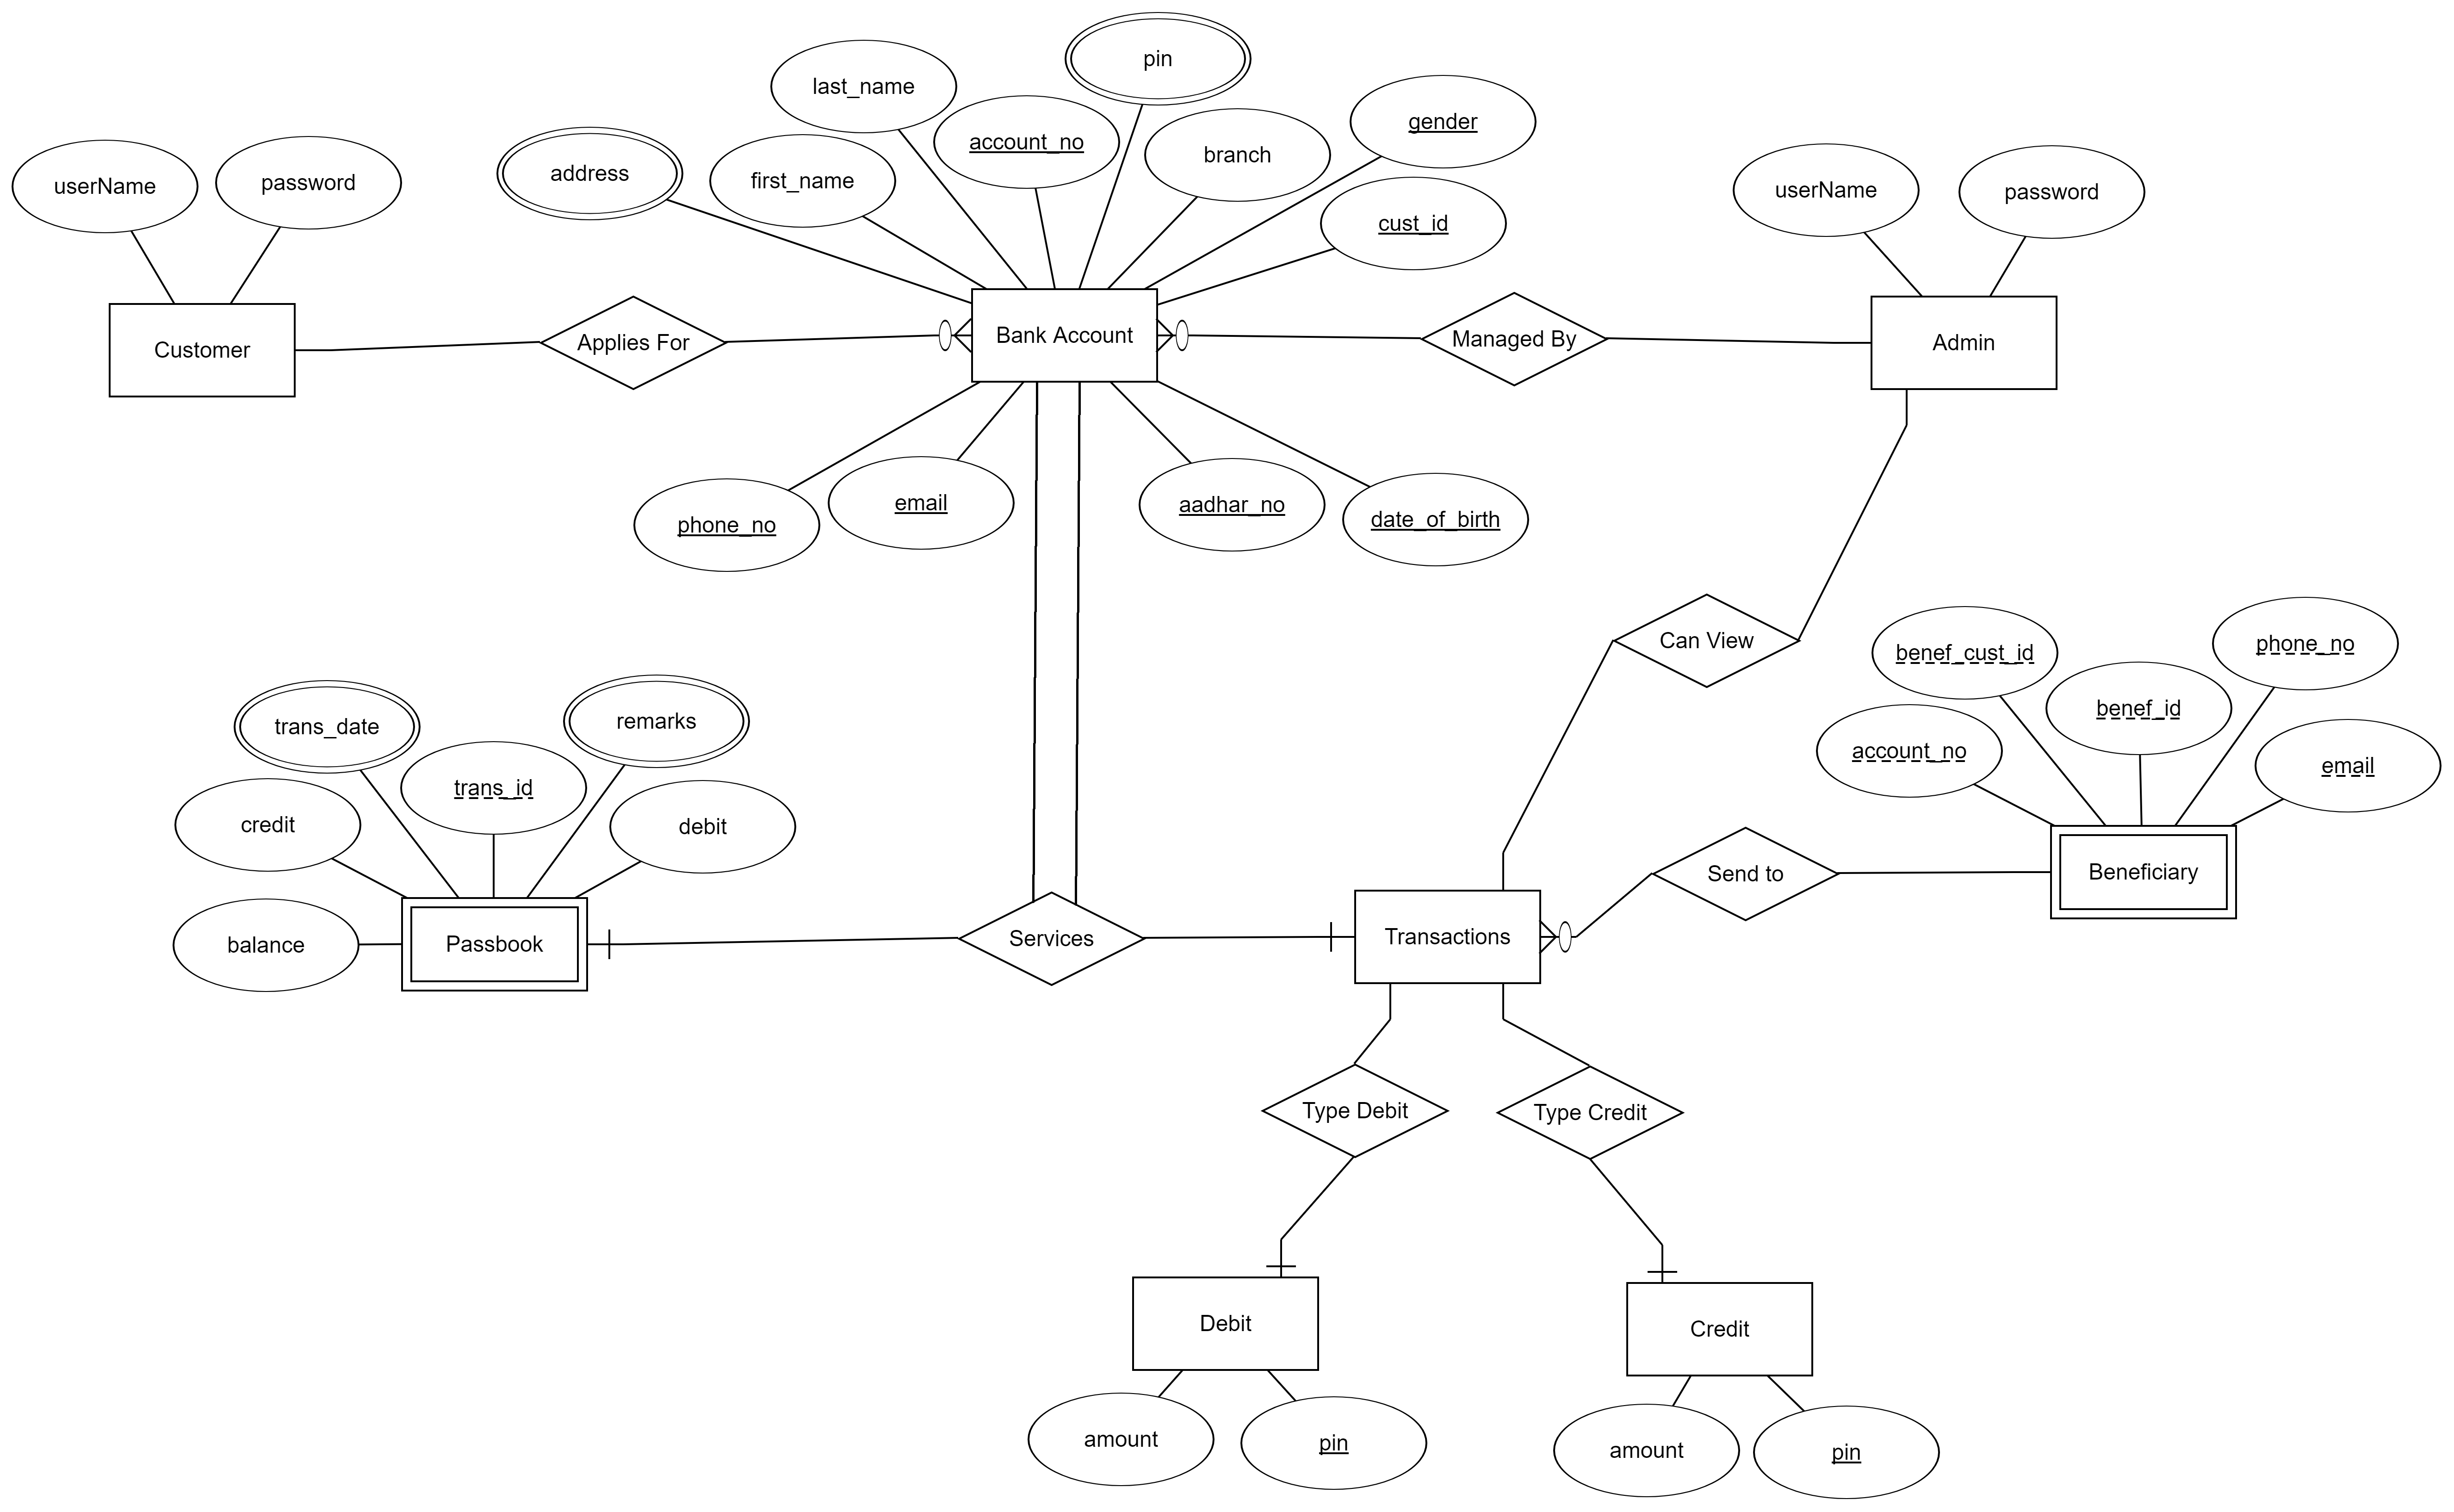 pin
last_name
gender
account_no
branch
address
first_name
userName
password
userName
password
cust_id
Customer
Applies For
Bank Account
Managed By
Admin
phone_no
email
aadhar_no
date_of_birth
Can View
benef_cust_id
phone_no
benef_id
account_no
email
trans_date
remarks
trans_id
credit
debit
Send to
Beneficiary
balance
Passbook
Services
Transactions
Type Debit
Type Credit
Debit
Credit
amount
pin
amount
pin